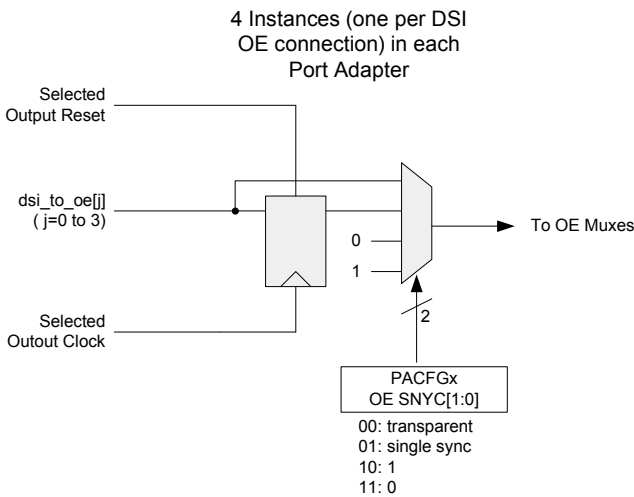 4 Instances (one per DSI
OE connection) in each
Port Adapter
Selected
Output Reset
dsi_to_oe[j]
( j=0 to 3)
0
1
To OE Muxes
Selected
Outout Clock
2
PACFGx
OE SNYC[1:0]
00: transparent
01: single sync
10: 1
11: 0